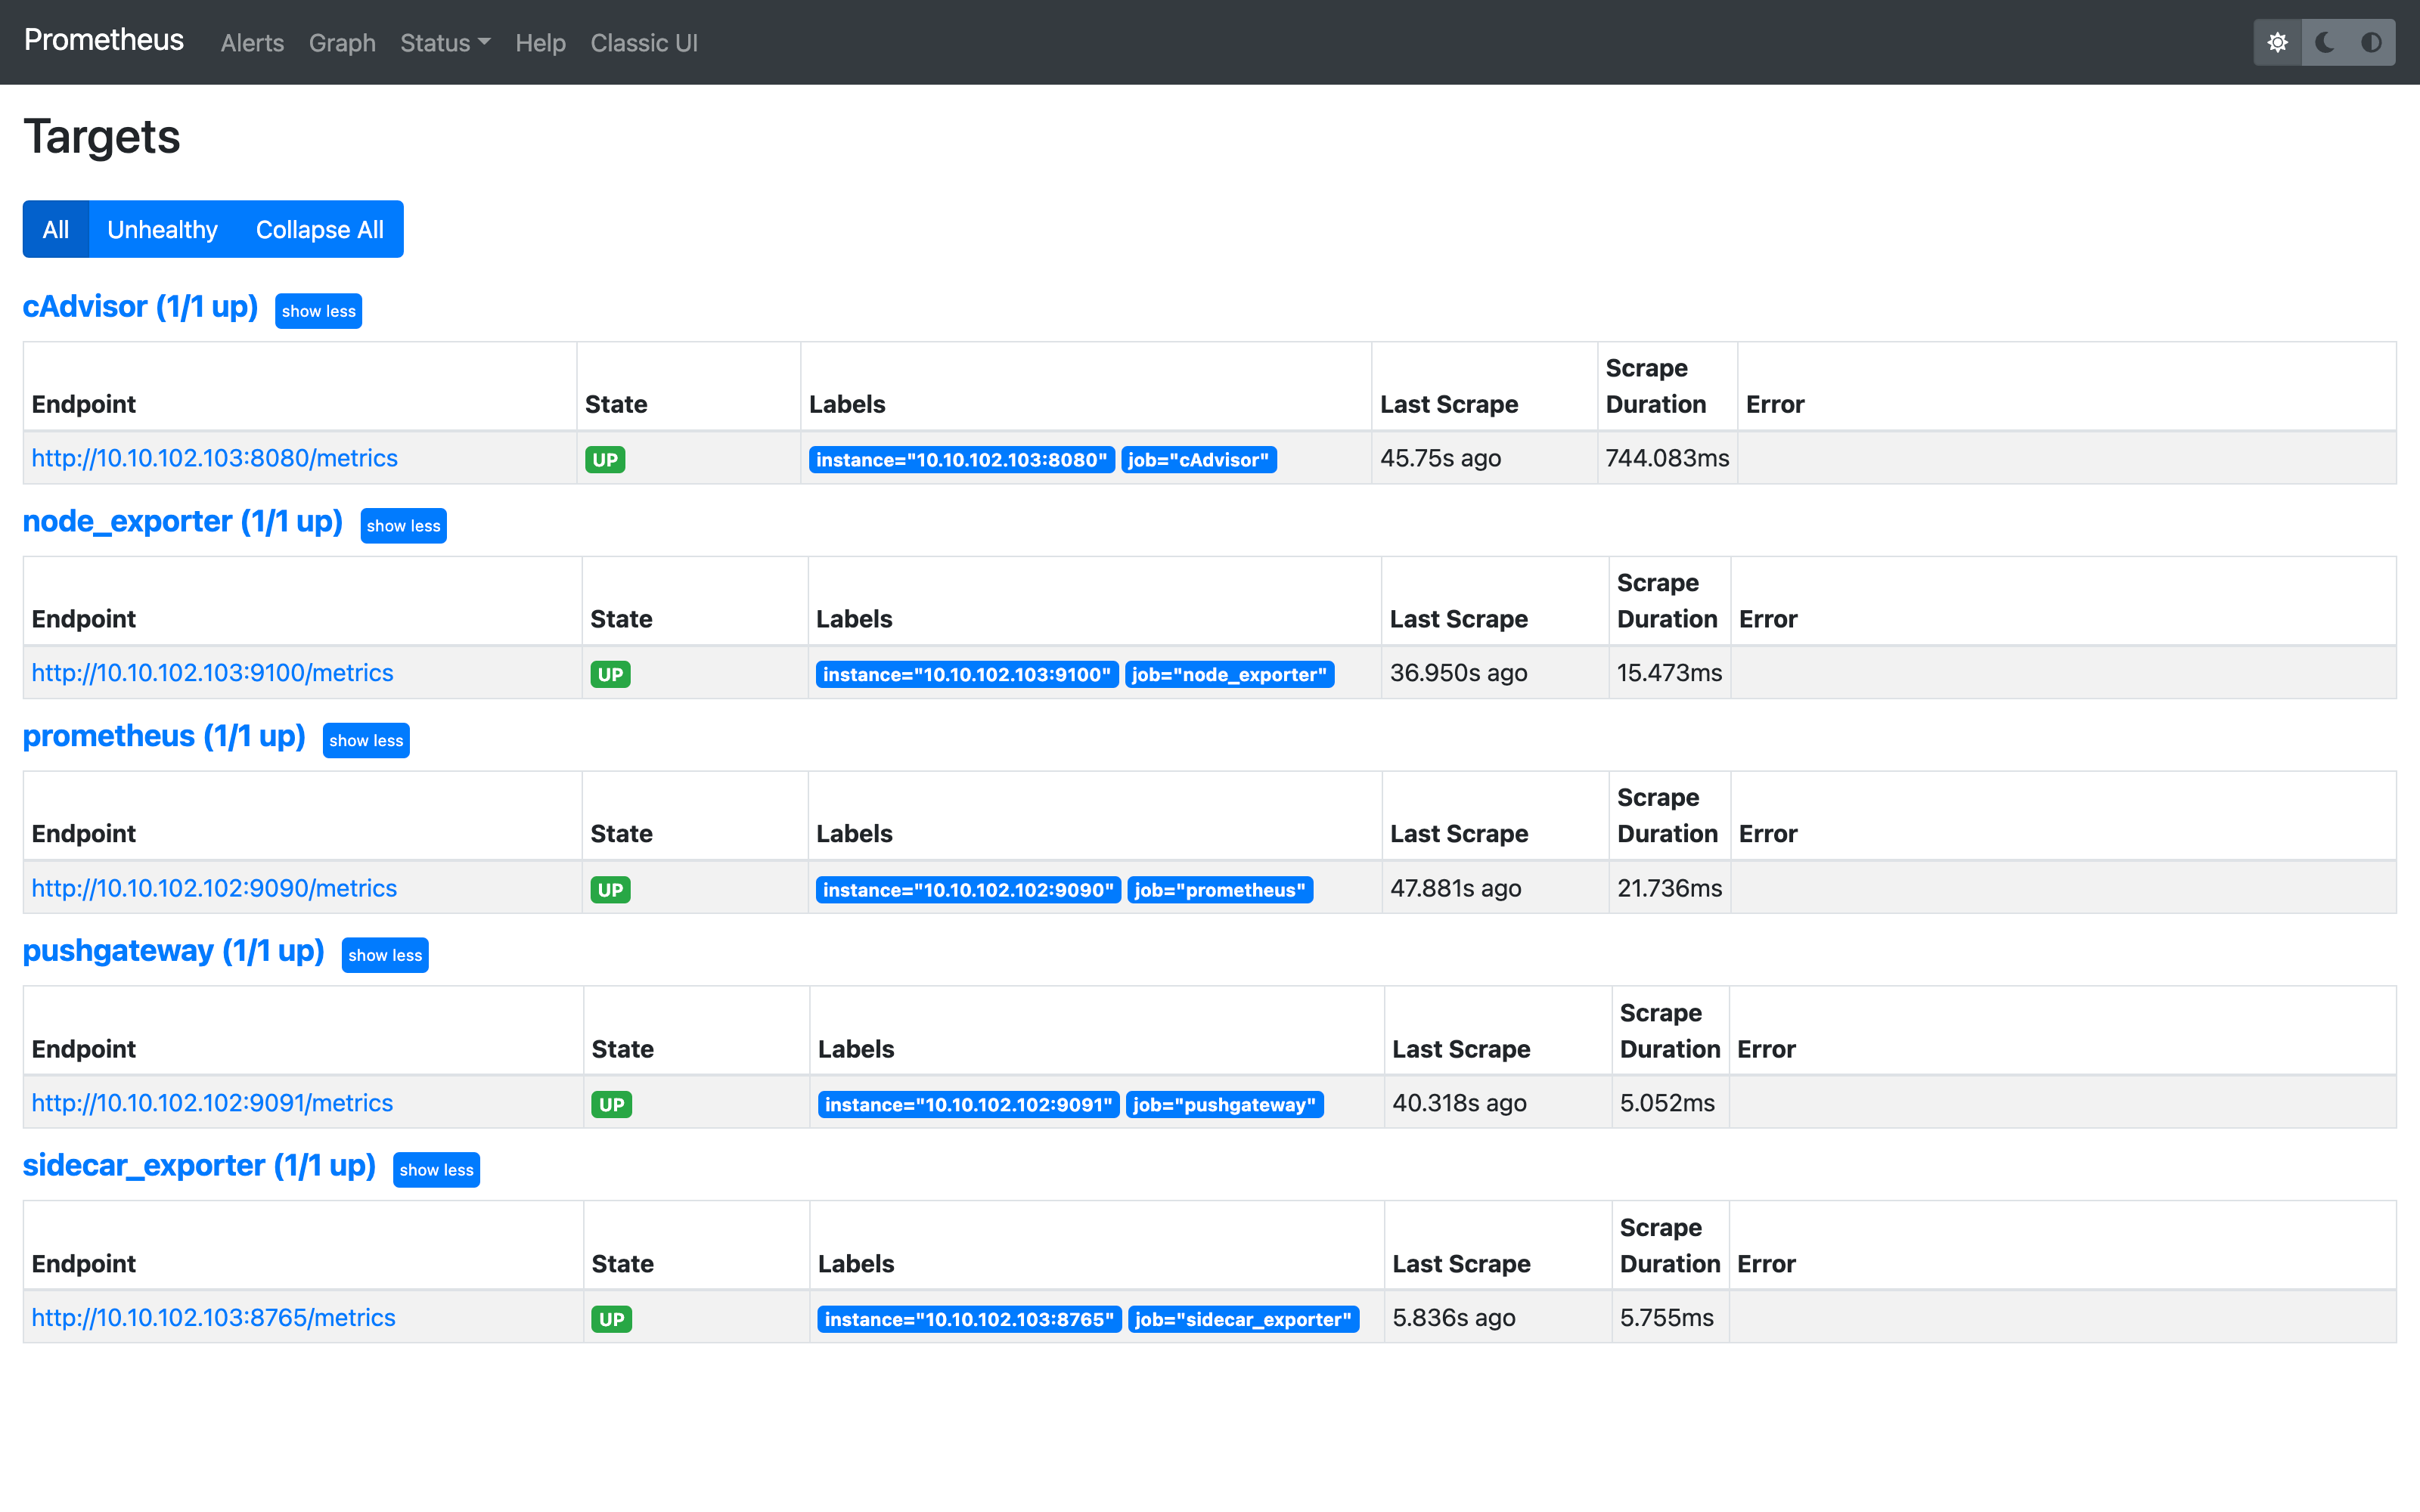 Prometheus Alerts Graph Status Help Classic UI
Targets
All Unhealthy Collapse All
cAdvisor (1/1 up) show less
Endpoint State Labels Last Scrape Scrape Duration Error
http://10.10.102.103:8080/metrics UP instance="10.10.102.103:8080" job="cAdvisor" 45.75s ago 744.083ms
node_exporter (1/1 up) show less
Endpoint State Labels Last Scrape Scrape Duration Error
http://10.10.102.103:9100/metrics UP instance="10.10.102.103:9100" job="node_exporter" 36.950s ago 15.473ms
prometheus (1/1 up) show less
Endpoint State Labels Last Scrape Scrape Duration Error
http://10.10.102.102:9090/metrics UP instance="10.10.102.102:9090" job="prometheus" 47.881s ago 21.736ms
pushgateway (1/1 up) show less
Endpoint State Labels Last Scrape Scrape Duration Error
http://10.10.102.102:9091/metrics UP instance="10.10.102.102:9091" job="pushgateway" 40.318s ago 5.052ms
sidecar_exporter (1/1 up) show less
Endpoint State Labels Last Scrape Scrape Duration Error
http://10.10.102.103:8765/metrics UP instance="10.10.102.103:8765" job="sidecar_exporter" 5.836s ago 5.755ms